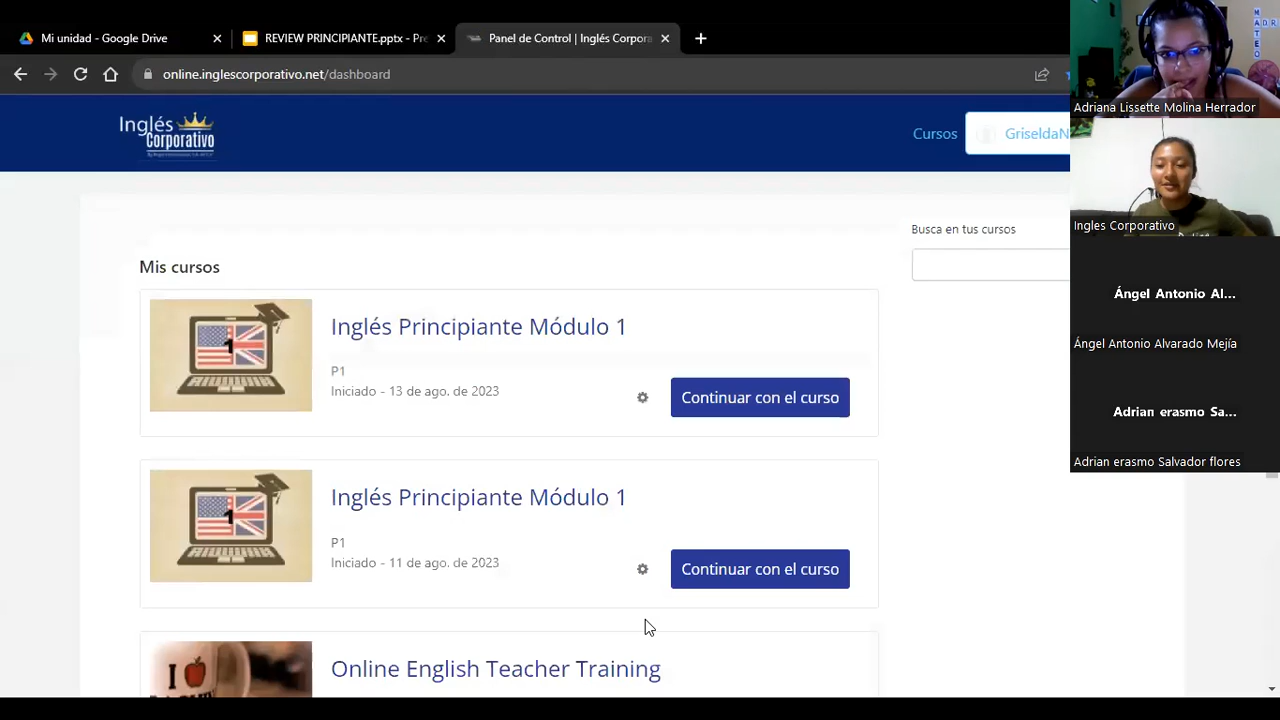 Mi unidad - Google Drive
REVIEW PRINCIPIANTE.pptx - Pre
Panel de Control | Inglés Corpora
online.inglescorporativo.net/dashboard
Inglés
Corporativo
Cursos
GriseldaN
Mis cursos
Busca en tus cursos
1
Inglés Principiante Módulo 1
P1
Iniciado - 13 de ago. de 2023
Continuar con el curso
1
Inglés Principiante Módulo 1
P1
Iniciado - 11 de ago. de 2023
Continuar con el curso
I
Online English Teacher Training
MATEO
Adriana Lissette Molina Herrador
Ingles Corporativo
Ángel Antonio Al...
Ángel Antonio Alvarado Mejía
Adrian erasmo Sa...
Adrian erasmo Salvador flores